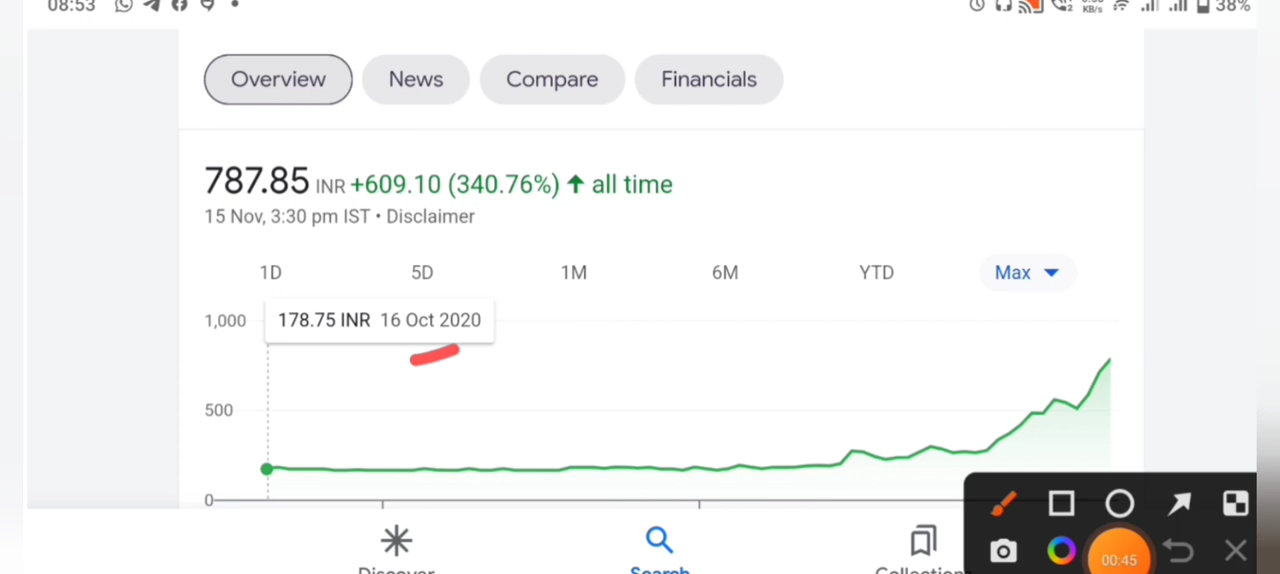 08:53 KB/s 38%
Overview News Compare Financials
787.85 INR +609.10 (340.76%) ↑ all time
15 Nov, 3:30 pm IST • Disclaimer
1D 5D 1M 6M YTD Max
1,000 178.75 INR 16 Oct 2020
500
0
00:45
Discover Search Collections